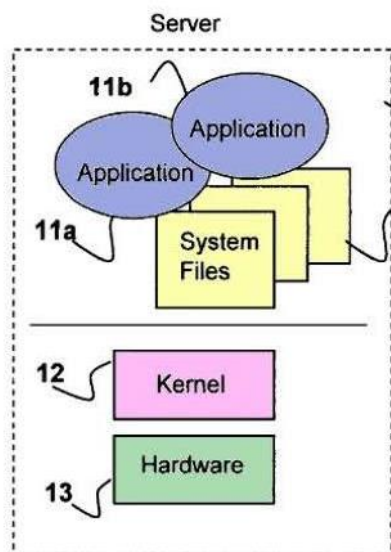 Server
11b
Application
Application
11a
System
Files
12
Kernel
Hardware
13